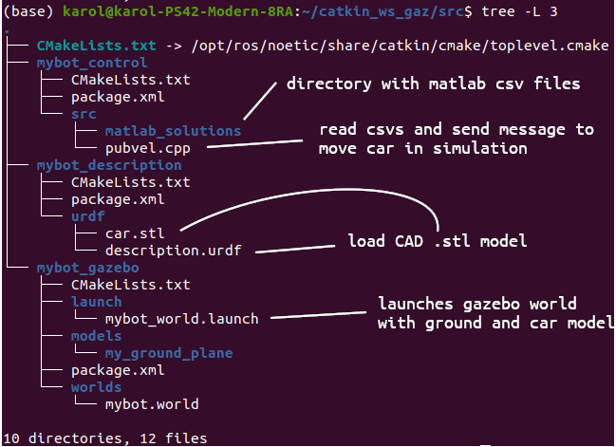 (base) karol@karol-PS42-Modern-8RA:~/catkin_ws_gaz/src$ tree -L 3
.
├── CMakeLists.txt -> /opt/ros/noetic/share/catkin/cmake/toplevel.cmake
├── mybot_control
│   ├── CMakeLists.txt
│   ├── package.xml
│   └── src
│       ├── matlab_solutions
│       └── pubvel.cpp
├── mybot_description
│   ├── CMakeLists.txt
│   ├── package.xml
│   └── urdf
│       ├── car.stl
│       └── description.urdf
└── mybot_gazebo
    ├── CMakeLists.txt
    ├── launch
    │   └── mybot_world.launch
    ├── models
    │   └── my_ground_plane
    ├── package.xml
    └── worlds
        └── mybot.world
10 directories, 12 files
directory with matlab csv files
read csvs and send message to
move car in simulation
load CAD .stl model
launches gazebo world
with ground and car model